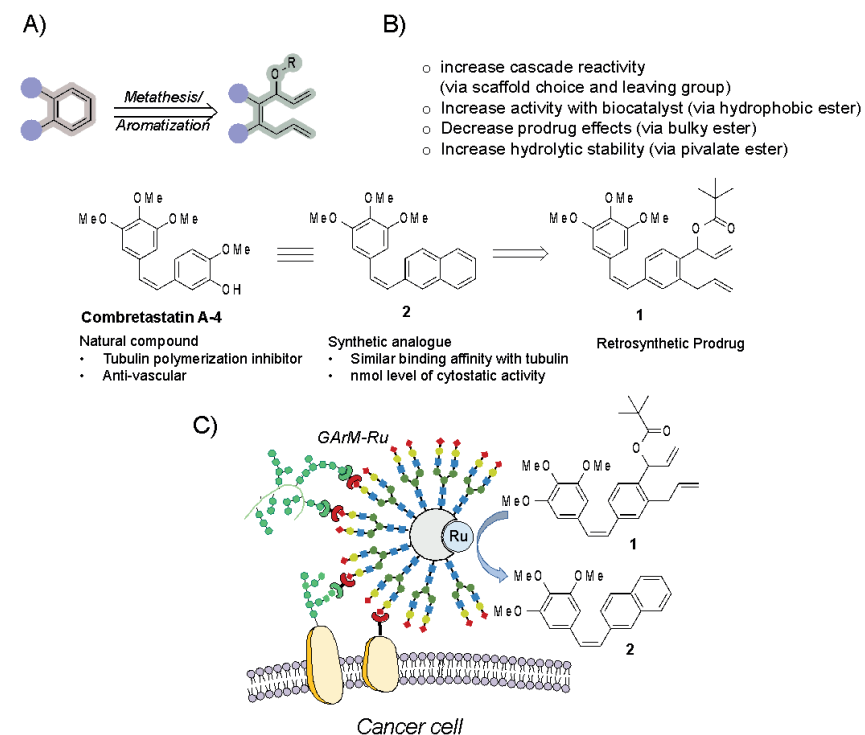 A)
R
O
Metathesis/
Aromatization
B)
○ increase cascade reactivity
(via scaffold choice and leaving group)
○ Increase activity with biocatalyst (via hydrophobic ester)
○ Decrease prodrug effects (via bulky ester)
○ Increase hydrolytic stability (via pivalate ester)
OMe
MeO
OMe
OMe
OH
Combretastatin A-4
Natural compound
• Tubulin polymerization inhibitor
• Anti-vascular
OMe
MeO
OMe
2
Synthetic analogue
• Similar binding affinity with tubulin
• nmol level of cytostatic activity
O
O
OMe
MeO
OMe
1
Retrosynthetic Prodrug
C)
GArM-Ru
Ru
O
O
OMe
OMe
MeO
1
OMe
OMe
MeO
2
Cancer cell